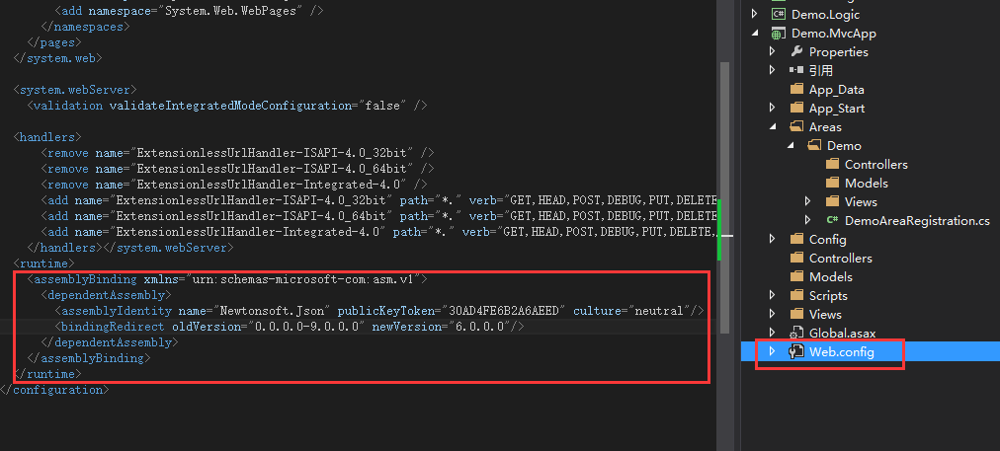 <add namespace="System.Web.WebPages" />
</namespaces>
</pages>
</system.web>
<system.webServer>
<validation validateIntegratedModeConfiguration="false" />
<handlers>
<remove name="ExtensionlessUrlHandler-ISAPI-4.0_32bit" />
<remove name="ExtensionlessUrlHandler-ISAPI-4.0_64bit" />
<remove name="ExtensionlessUrlHandler-Integrated-4.0" />
<add name="ExtensionlessUrlHandler-ISAPI-4.0_32bit" path="*." verb="GET,HEAD,POST,DEBUG,PUT,DELETE
<add name="ExtensionlessUrlHandler-ISAPI-4.0_64bit" path="*." verb="GET,HEAD,POST,DEBUG,PUT,DELETE
<add name="ExtensionlessUrlHandler-Integrated-4.0" path="*." verb="GET,HEAD,POST,DEBUG,PUT,DELETE,
</handlers></system.webServer>
<runtime>
<assemblyBinding xmlns="urn:schemas-microsoft-com:asm.v1">
<dependentAssembly>
<assemblyIdentity name="Newtonsoft.Json" publicKeyToken="30AD4FE6B2A6AEED" culture="neutral"/>
<bindingRedirect oldVersion="0.0.0.0-9.0.0.0" newVersion="6.0.0.0"/>
</dependentAssembly>
</assemblyBinding>
</runtime>
</configuration>
C# Demo.Logic
Demo.MvcApp
Properties
引用
App_Data
App_Start
Areas
Demo
Controllers
Models
Views
C# DemoAreaRegistration.cs
Config
Controllers
Models
Scripts
Views
Global.asax
Web.config